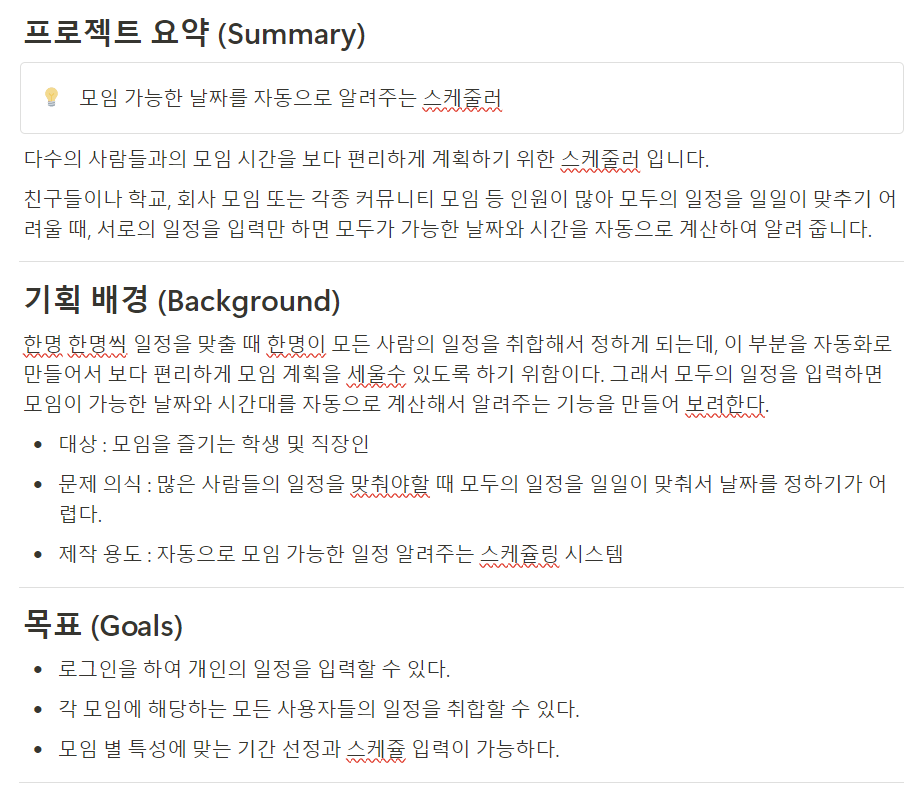 프로젝트 요약 (Summary)
모임 가능한 날짜를 자동으로 알려주는 스케줄러
다수의 사람들과의 모임 시간을 보다 편리하게 계획하기 위한 스케줄러 입니다.
친구들이나 학교, 회사 모임 또는 각종 커뮤니티 모임 등 인원이 많아 모두의 일정을 일일이 맞추기 어
려울 때, 서로의 일정을 입력만 하면 모두가 가능한 날짜와 시간을 자동으로 계산하여 알려 줍니다.
기획 배경 (Background)
한명 한명씩 일정을 맞출 때 한명이 모든 사람의 일정을 취합해서 정하게 되는데, 이 부분을 자동화로
만들어서 보다 편리하게 모임 계획을 세울수 있도록 하기 위함이다. 그래서 모두의 일정을 입력하면
모임이 가능한 날짜와 시간대를 자동으로 계산해서 알려주는 기능을 만들어 보려한다.
• 대상 : 모임을 즐기는 학생 및 직장인
• 문제 의식 : 많은 사람들의 일정을 맞춰야할 때 모두의 일정을 일일이 맞춰서 날짜를 정하기가 어
렵다.
• 제작 용도 : 자동으로 모임 가능한 일정 알려주는 스케쥴링 시스템
목표 (Goals)
• 로그인을 하여 개인의 일정을 입력할 수 있다.
• 각 모임에 해당하는 모든 사용자들의 일정을 취합할 수 있다.
• 모임 별 특성에 맞는 기간 선정과 스케쥴 입력이 가능하다.